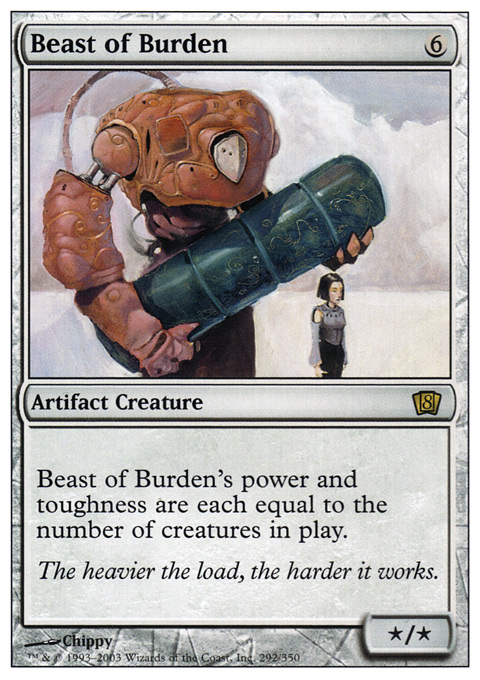 Beast of Burden 6
Artifact Creature 8
Beast of Burden's power and
toughness are each equal to the
number of creatures in play.
The heavier the load, the harder it works.
★/★
Chippy
™ & © 1993–2003 Wizards of the Coast, Inc. 292/350